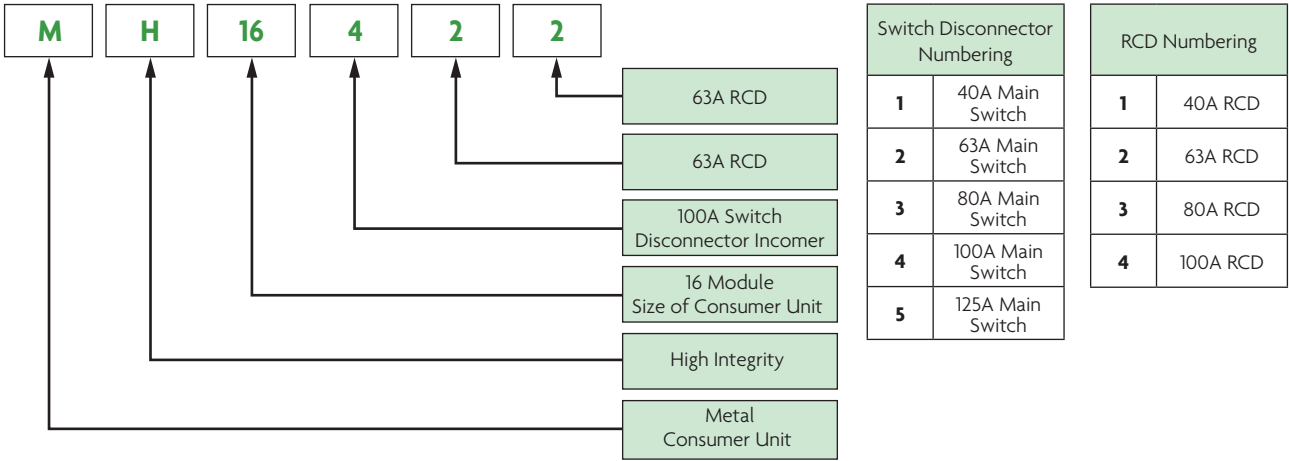 M H 16 4 2 2
63A RCD
63A RCD
100A Switch
Disconnector Incomer
16 Module
Size of Consumer Unit
High Integrity
Metal
Consumer Unit
Switch Disconnector
Numbering
1 40A Main
Switch
2 63A Main
Switch
3 80A Main
Switch
4 100A Main
Switch
5 125A Main
Switch
RCD Numbering
1 40A RCD
2 63A RCD
3 80A RCD
4 100A RCD